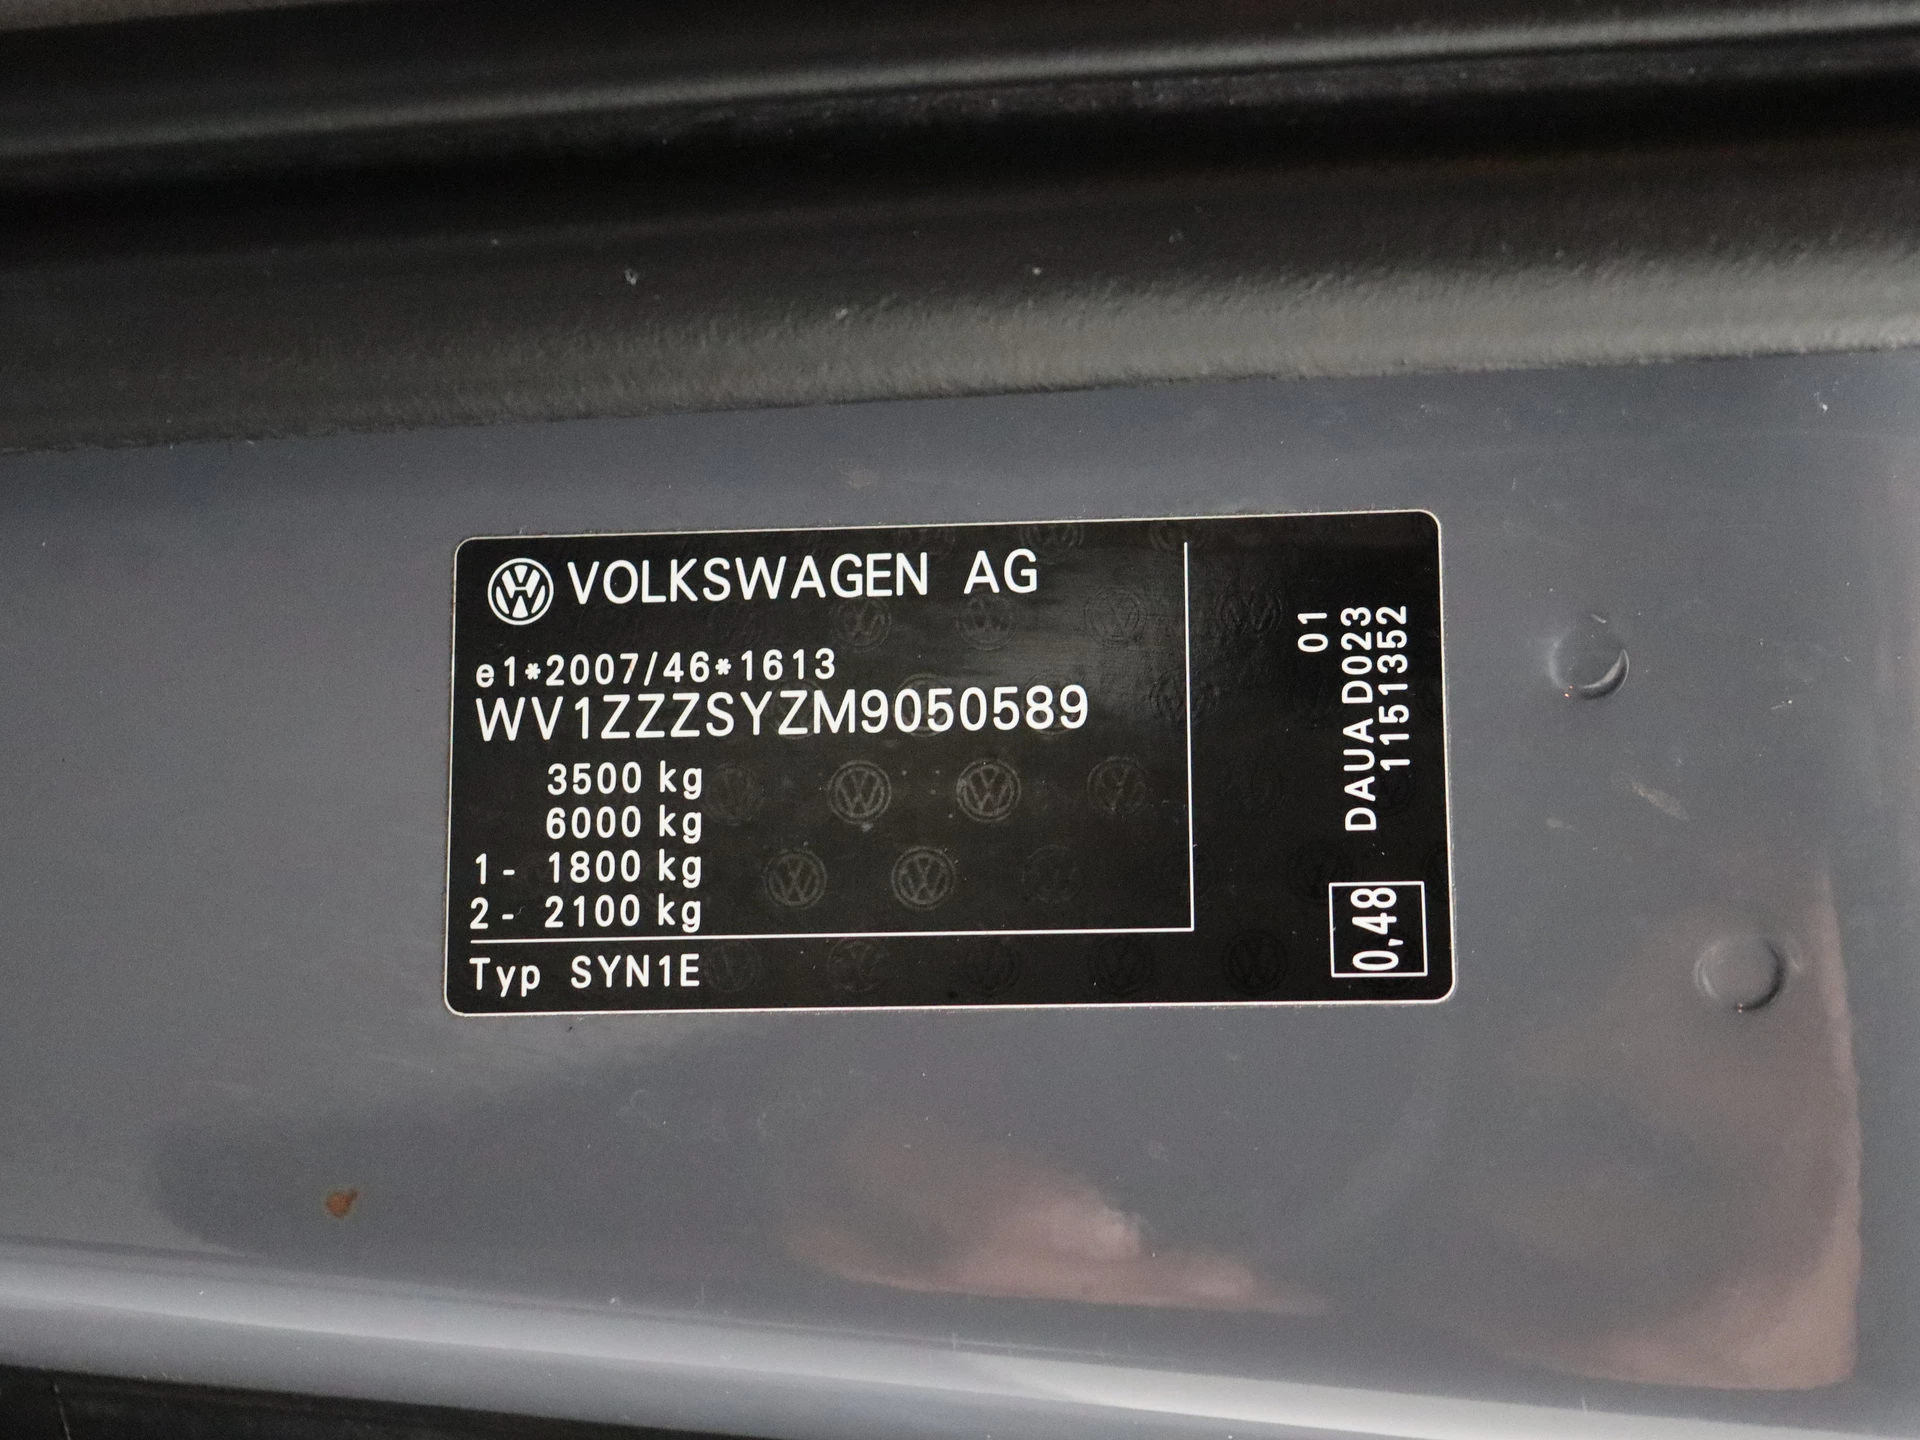 VOLKSWAGEN AG
e1*2007/46*1613
WV1ZZZSYZM9050589
3500 kg
6000 kg
1- 1800 kg
2- 2100 kg
Typ SYN1E
01
DAUA D023
1151352
0,48